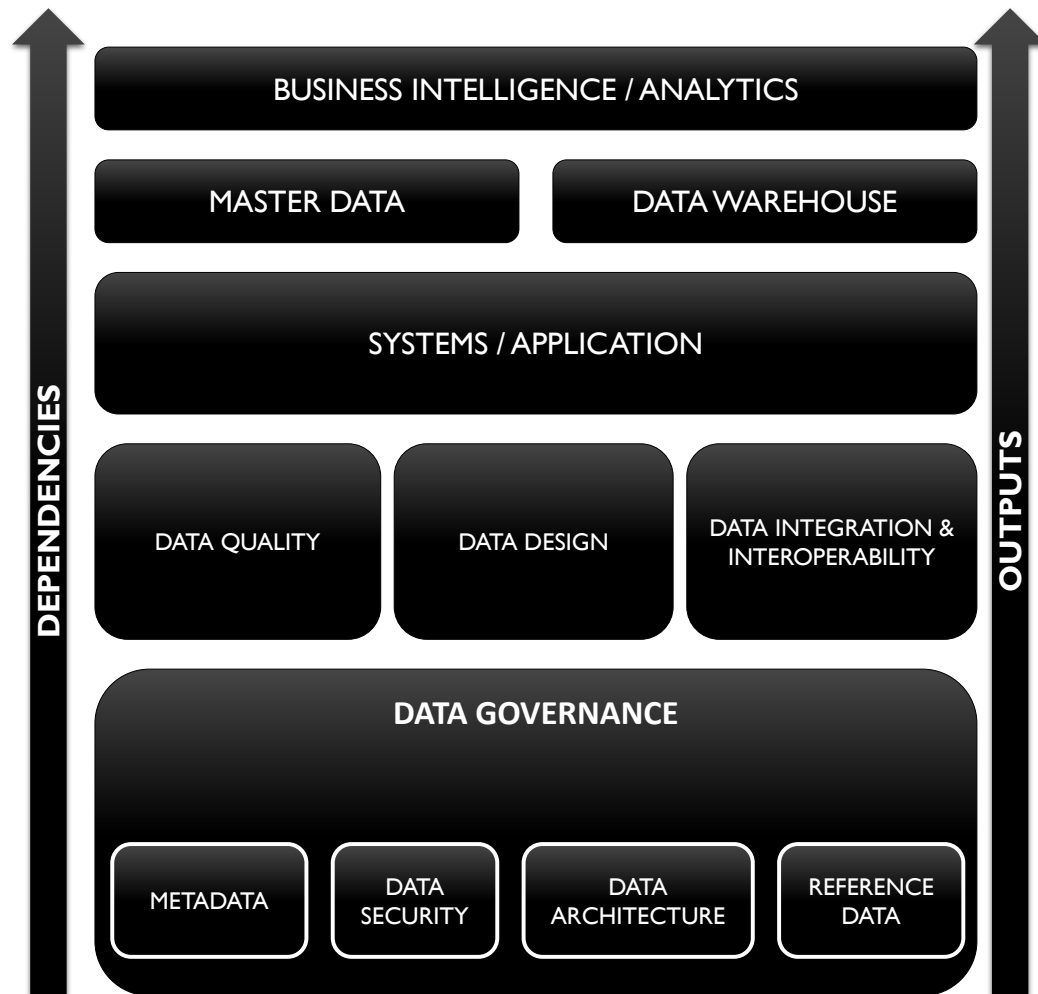 BUSINESS INTELLIGENCE / ANALYTICS
MASTER DATA
DATA WAREHOUSE
SYSTEMS / APPLICATION
DEPENDENCIES
DATA QUALITY
DATA DESIGN
DATA INTEGRATION &
INTEROPERABILITY
OUTPUTS
DATA GOVERNANCE
METADATA
DATA
SECURITY
DATA
ARCHITECTURE
REFERENCE
DATA